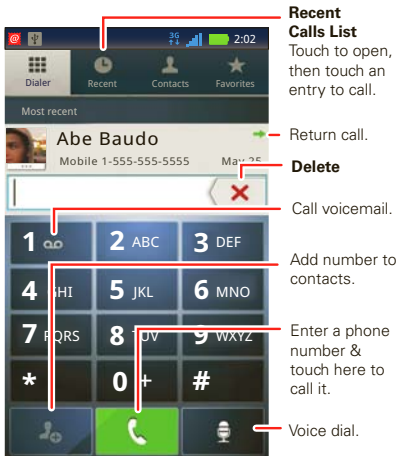 Recent
Calls List
Touch to open,
then touch an
entry to call.
3G
2:02
Dialer
Recent
Contacts
Favorites
Most recent
Abe Baudo
Mobile 1-555-555-5555
May 25
Return call.
Delete
1
2 ABC
3 DEF
Call voicemail.
4 GHI
5 JKL
6 MNO
Add number to
contacts.
7 PQRS
8 TUV
9 WXYZ
Enter a phone
number &
touch here to
call it.
*
0 +
#
Voice dial.